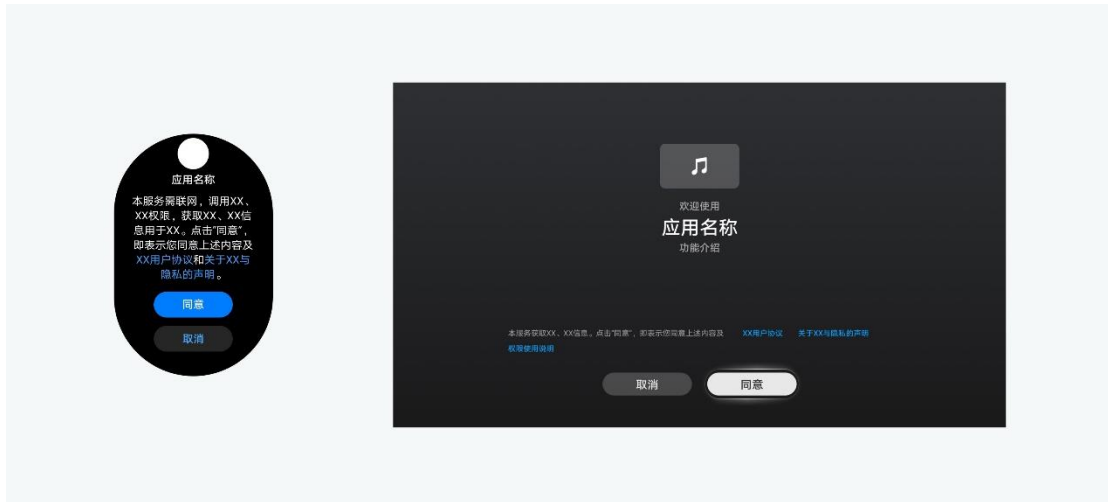 应用名称
本服务需联网，调用XX、
XX权限，获取XX、XX信
息用于XX。点击“同意”，
即表示您同意上述内容及
XX用户协议和关于XX与
隐私的声明。
同意
取消
欢迎使用
应用名称
功能介绍
本服务获取XX、XX信息。点击“同意”，即表示您同意上述内容及 XX用户协议 关于XX与隐私的声明
权限使用说明
取消 同意